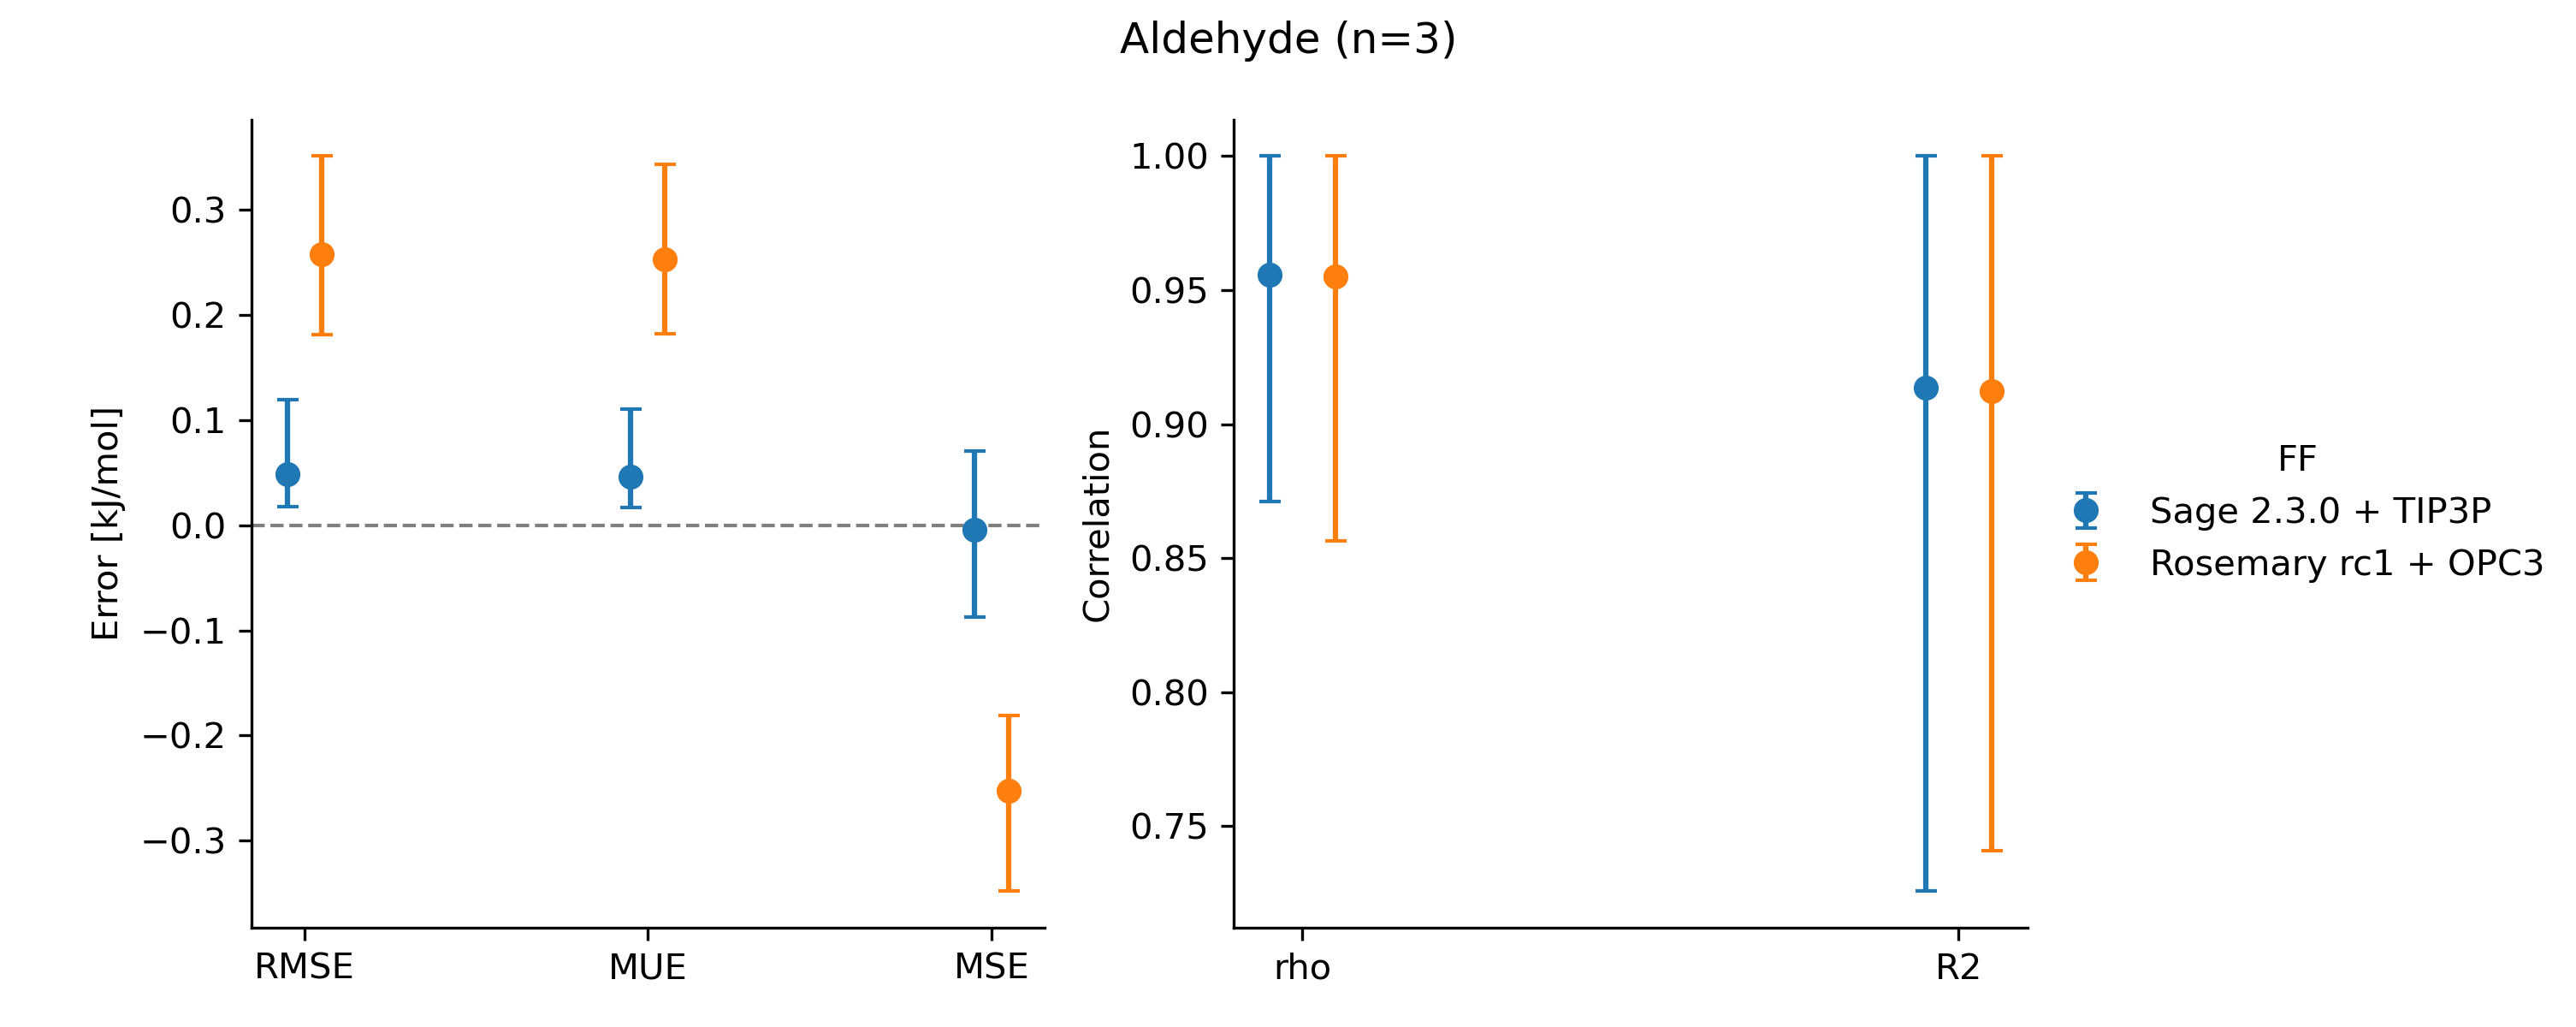 Aldehyde (n=3)
Error [kJ/mol]
0.3
0.2
0.1
0.0
−0.1
−0.2
−0.3
RMSE MUE MSE
Correlation
1.00
0.95
0.90
0.85
0.80
0.75
rho R2
FF
Sage 2.3.0 + TIP3P
Rosemary rc1 + OPC3